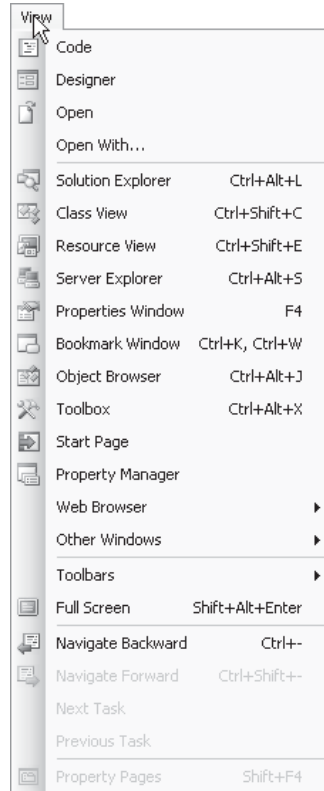 View
Code
Designer
Open
Open With...
Solution Explorer Ctrl+Alt+L
Class View Ctrl+Shift+C
Resource View Ctrl+Shift+E
Server Explorer Ctrl+Alt+S
Properties Window F4
Bookmark Window Ctrl+K, Ctrl+W
Object Browser Ctrl+Alt+J
Toolbox Ctrl+Alt+X
Start Page
Property Manager
Web Browser
Other Windows
Toolbars
Full Screen Shift+Alt+Enter
Navigate Backward Ctrl+-
Navigate Forward Ctrl+Shift+-
Next Task
Previous Task
Property Pages Shift+F4